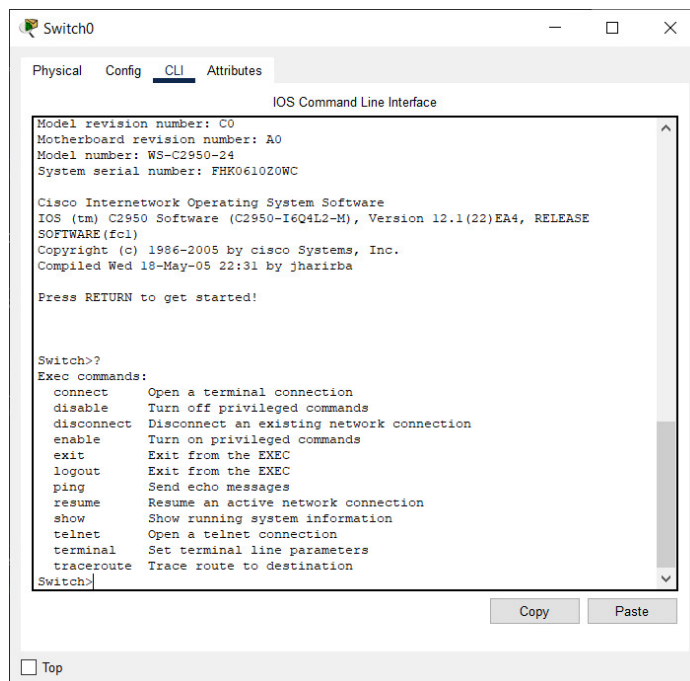 Switch0
Physical Config CLI Attributes
IOS Command Line Interface
Model revision number: C0
Motherboard revision number: A0
Model number: WS-C2950-24
System serial number: FHK0610Z0WC
Cisco Internetwork Operating System Software
IOS (tm) C2950 Software (C2950-I6Q4L2-M), Version 12.1(22)EA4, RELEASE
SOFTWARE(fc1)
Copyright (c) 1986-2005 by cisco Systems, Inc.
Compiled Wed 18-May-05 22:31 by jharirba
Press RETURN to get started!
Switch>?
Exec commands:
connect Open a terminal connection
disable Turn off privileged commands
disconnect Disconnect an existing network connection
enable Turn on privileged commands
exit Exit from the EXEC
logout Exit from the EXEC
ping Send echo messages
resume Resume an active network connection
show Show running system information
telnet Open a telnet connection
terminal Set terminal line parameters
traceroute Trace route to destination
Switch>
Copy Paste
Top